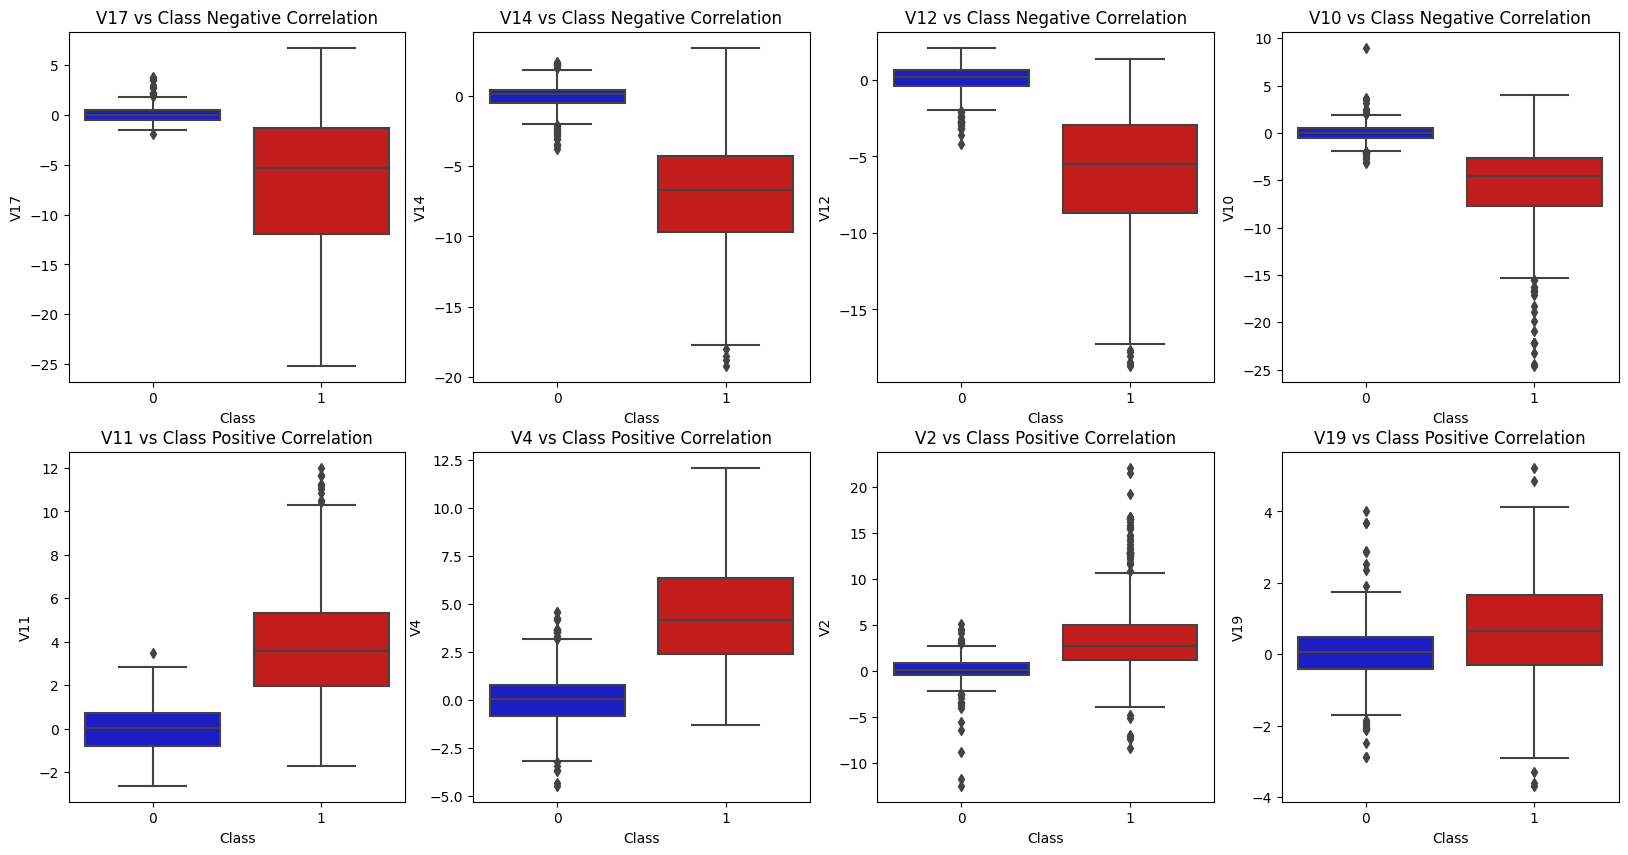 V17 vs Class Negative Correlation
V14 vs Class Negative Correlation
V12 vs Class Negative Correlation
V10 vs Class Negative Correlation
V17
5
0
−5
−10
−15
−20
−25
0
1
Class
V14
0
−5
−10
−15
−20
0
1
Class
V12
0
−5
−10
−15
0
1
Class
V10
10
5
0
−5
−10
−15
−20
−25
0
1
Class
V11 vs Class Positive Correlation
V4 vs Class Positive Correlation
V2 vs Class Positive Correlation
V19 vs Class Positive Correlation
V11
12
10
8
6
4
2
0
−2
0
1
Class
V4
12.5
10.0
7.5
5.0
2.5
0.0
−2.5
−5.0
0
1
Class
V2
20
15
10
5
0
−5
−10
0
1
Class
V19
4
2
0
−2
−4
0
1
Class